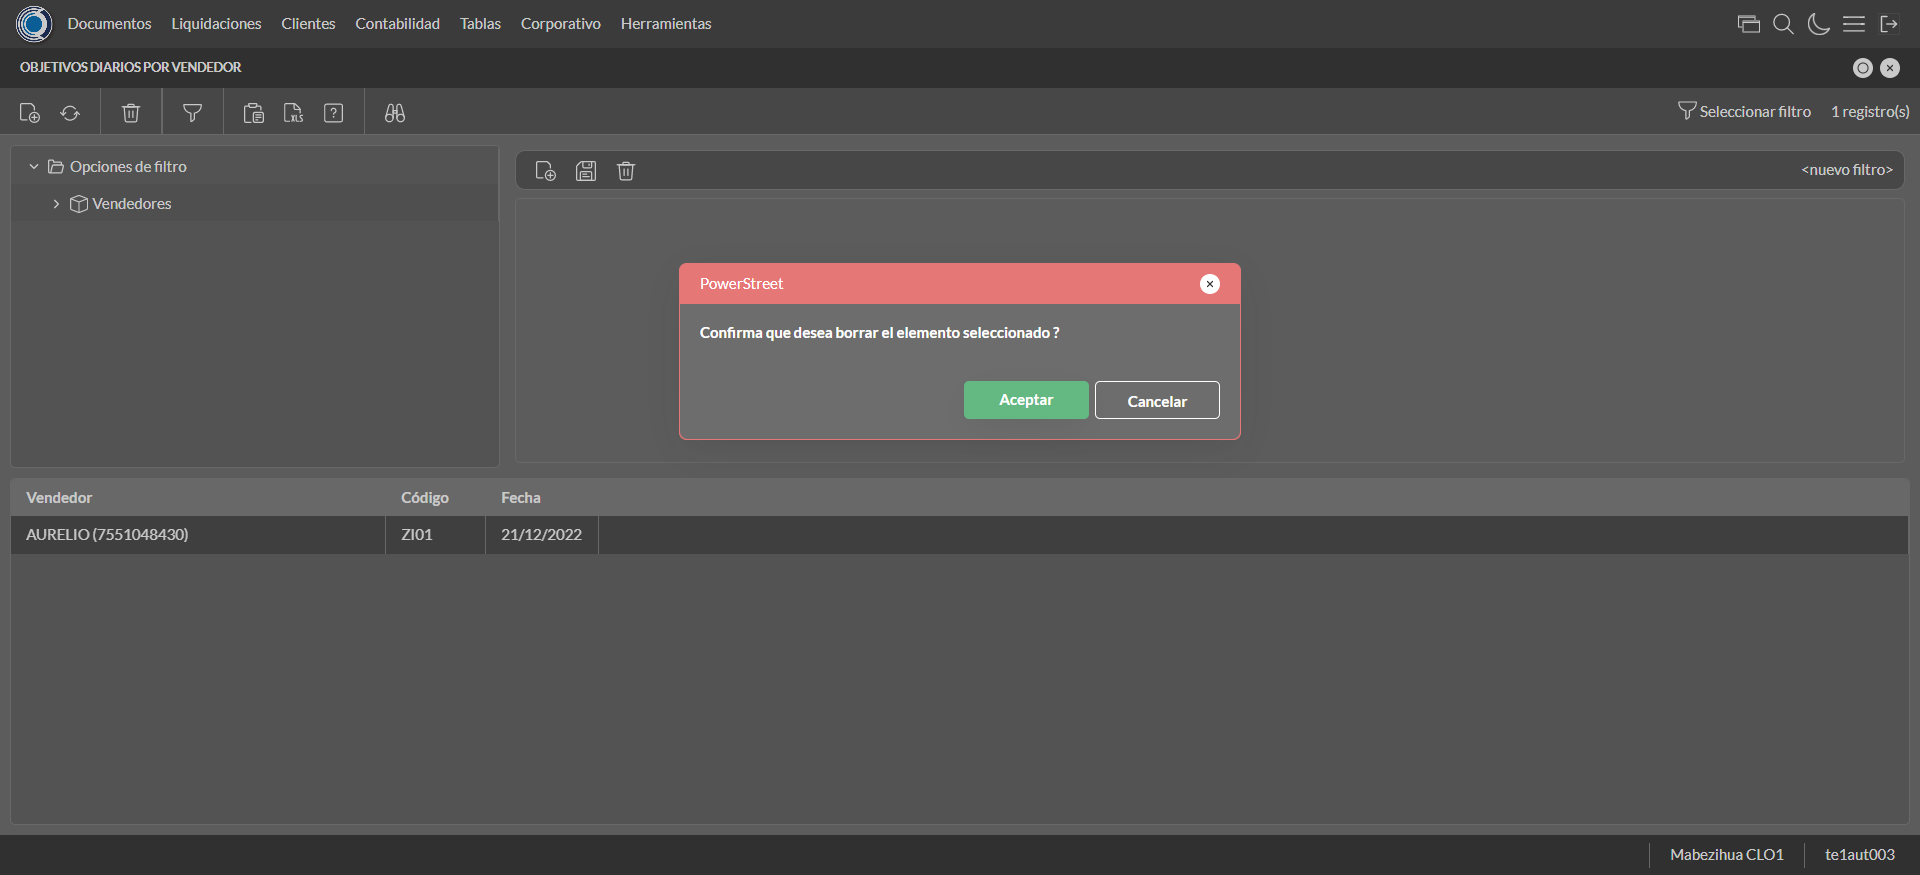 Documentos Liquidaciones Clientes Contabilidad Tablas Corporativo Herramientas
OBJETIVOS DIARIOS POR VENDEDOR
XLS ? Seleccionar filtro 1 registro(s)
Opciones de filtro
<nuevo filtro>
Vendedores
PowerStreet
Confirma que desea borrar el elemento seleccionado ?
Aceptar Cancelar
Vendedor Código Fecha
AURELIO (7551048430) ZI01 21/12/2022
Mabezihua CLO1 te1aut003